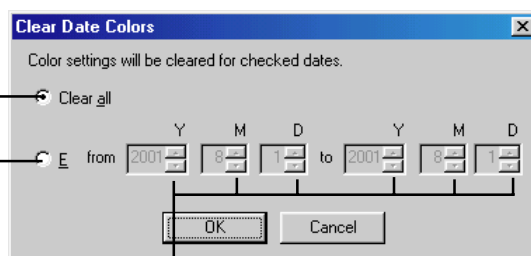 Clear Date Colors
Color settings will be cleared for checked dates.
Clear all
Y M D Y M D
E from 2001 8 1 to 2001 8 1
OK Cancel